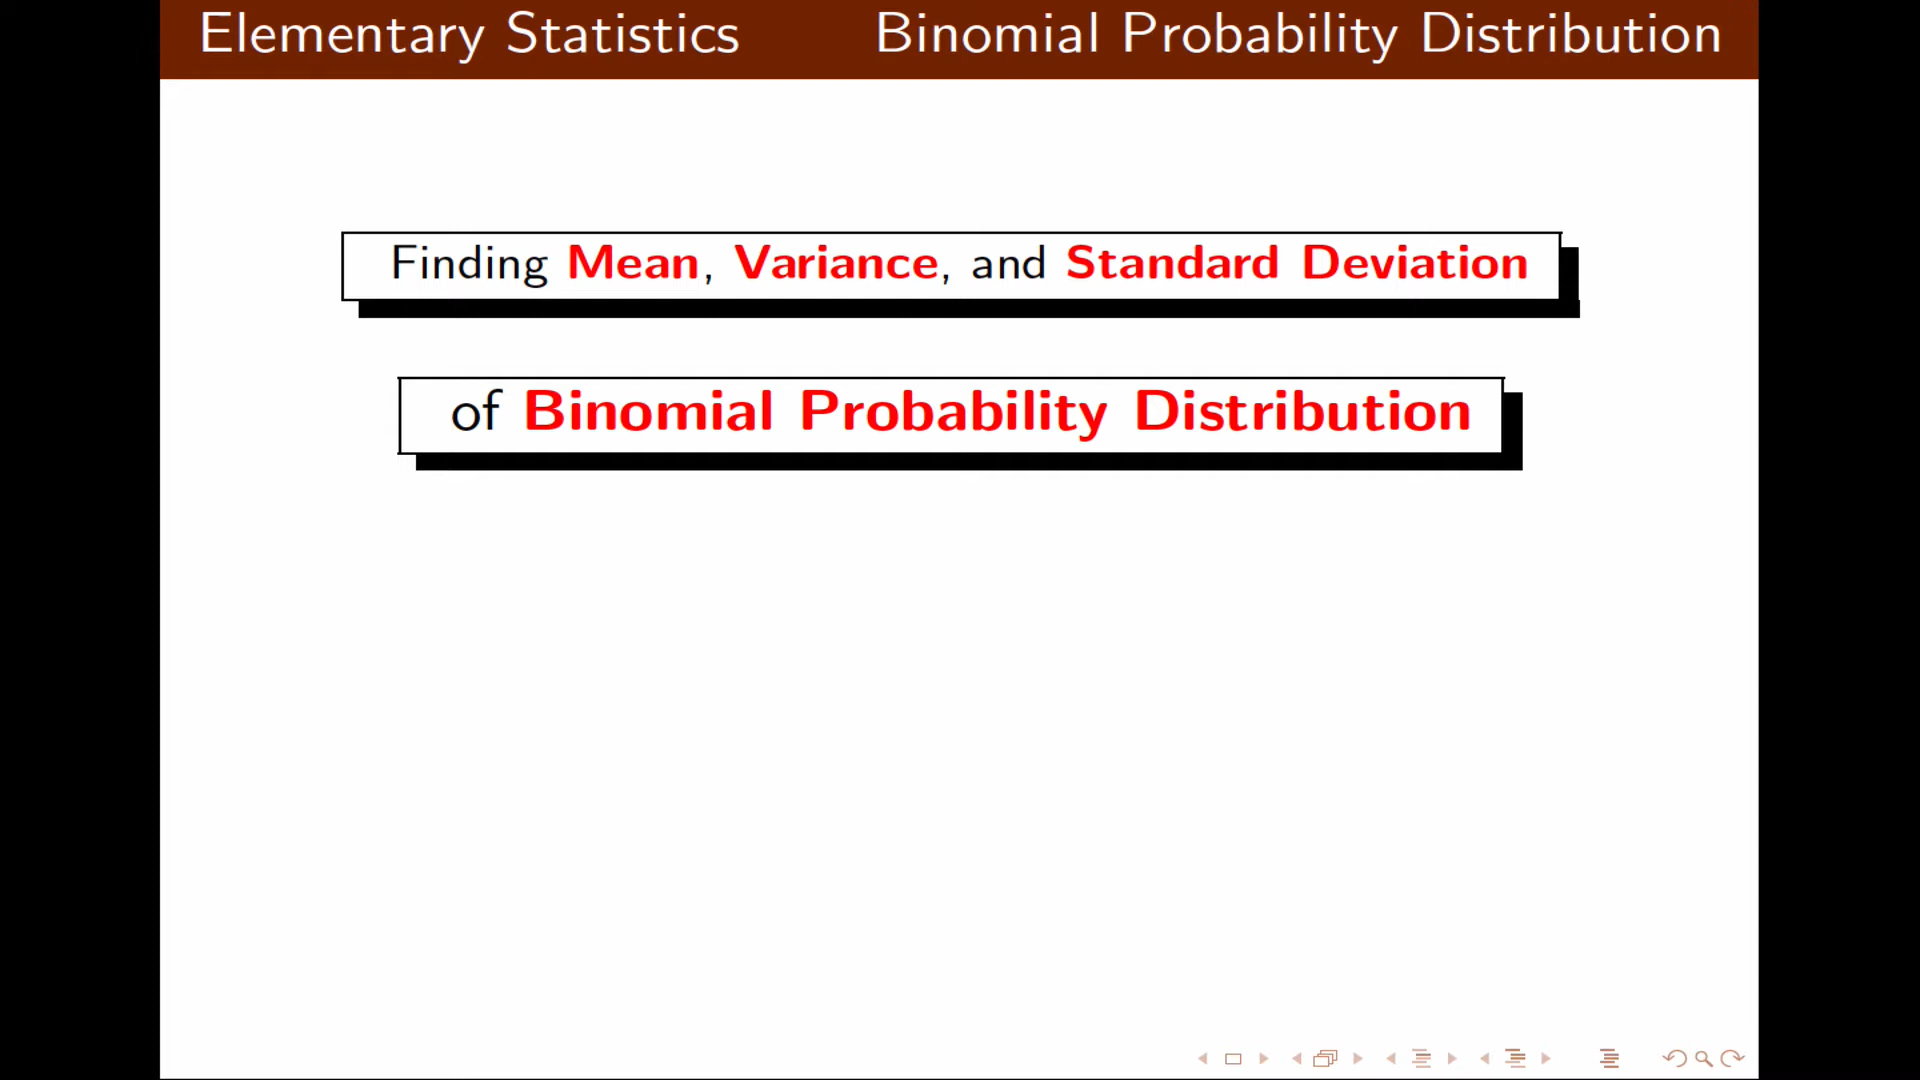 Elementary Statistics Binomial Probability Distribution
Finding Mean, Variance, and Standard Deviation
of Binomial Probability Distribution